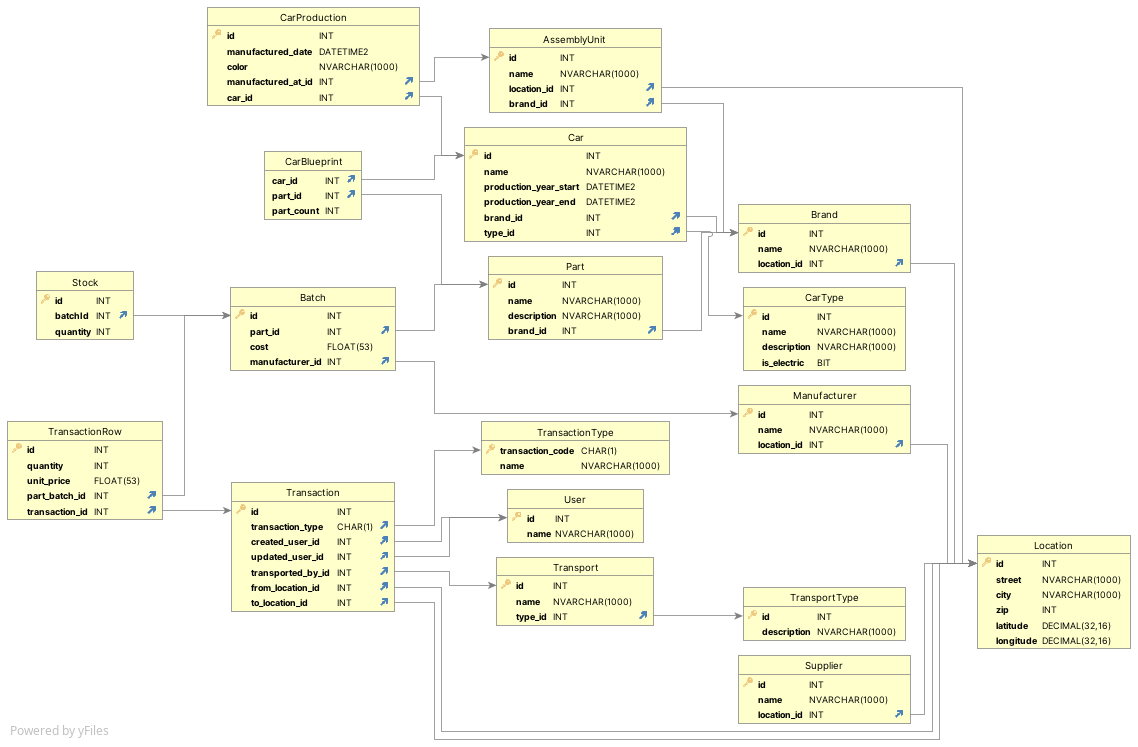 CarProduction
id INT
manufactured_date DATETIME2
color NVARCHAR(1000)
manufactured_at_id INT
car_id INT
AssemblyUnit
id INT
name NVARCHAR(1000)
location_id INT
brand_id INT
Car
id INT
name NVARCHAR(1000)
production_year_start DATETIME2
production_year_end DATETIME2
brand_id INT
type_id INT
CarBlueprint
car_id INT
part_id INT
part_count INT
Brand
id INT
name NVARCHAR(1000)
location_id INT
Part
id INT
name NVARCHAR(1000)
description NVARCHAR(1000)
brand_id INT
Stock
id INT
batchId INT
quantity INT
Batch
id INT
part_id INT
cost FLOAT(53)
manufacturer_id INT
CarType
id INT
name NVARCHAR(1000)
description NVARCHAR(1000)
is_electric BIT
Manufacturer
id INT
name NVARCHAR(1000)
location_id INT
TransactionRow
id INT
quantity INT
unit_price FLOAT(53)
part_batch_id INT
transaction_id INT
TransactionType
transaction_code CHAR(1)
name NVARCHAR(1000)
Transaction
id INT
transaction_type CHAR(1)
created_user_id INT
updated_user_id INT
transported_by_id INT
from_location_id INT
to_location_id INT
User
id INT
name NVARCHAR(1000)
Transport
id INT
name NVARCHAR(1000)
type_id INT
Location
id INT
street NVARCHAR(1000)
city NVARCHAR(1000)
zip INT
latitude DECIMAL(32,16)
longitude DECIMAL(32,16)
TransportType
id INT
description NVARCHAR(1000)
Supplier
id INT
name NVARCHAR(1000)
location_id INT
Powered by yFiles